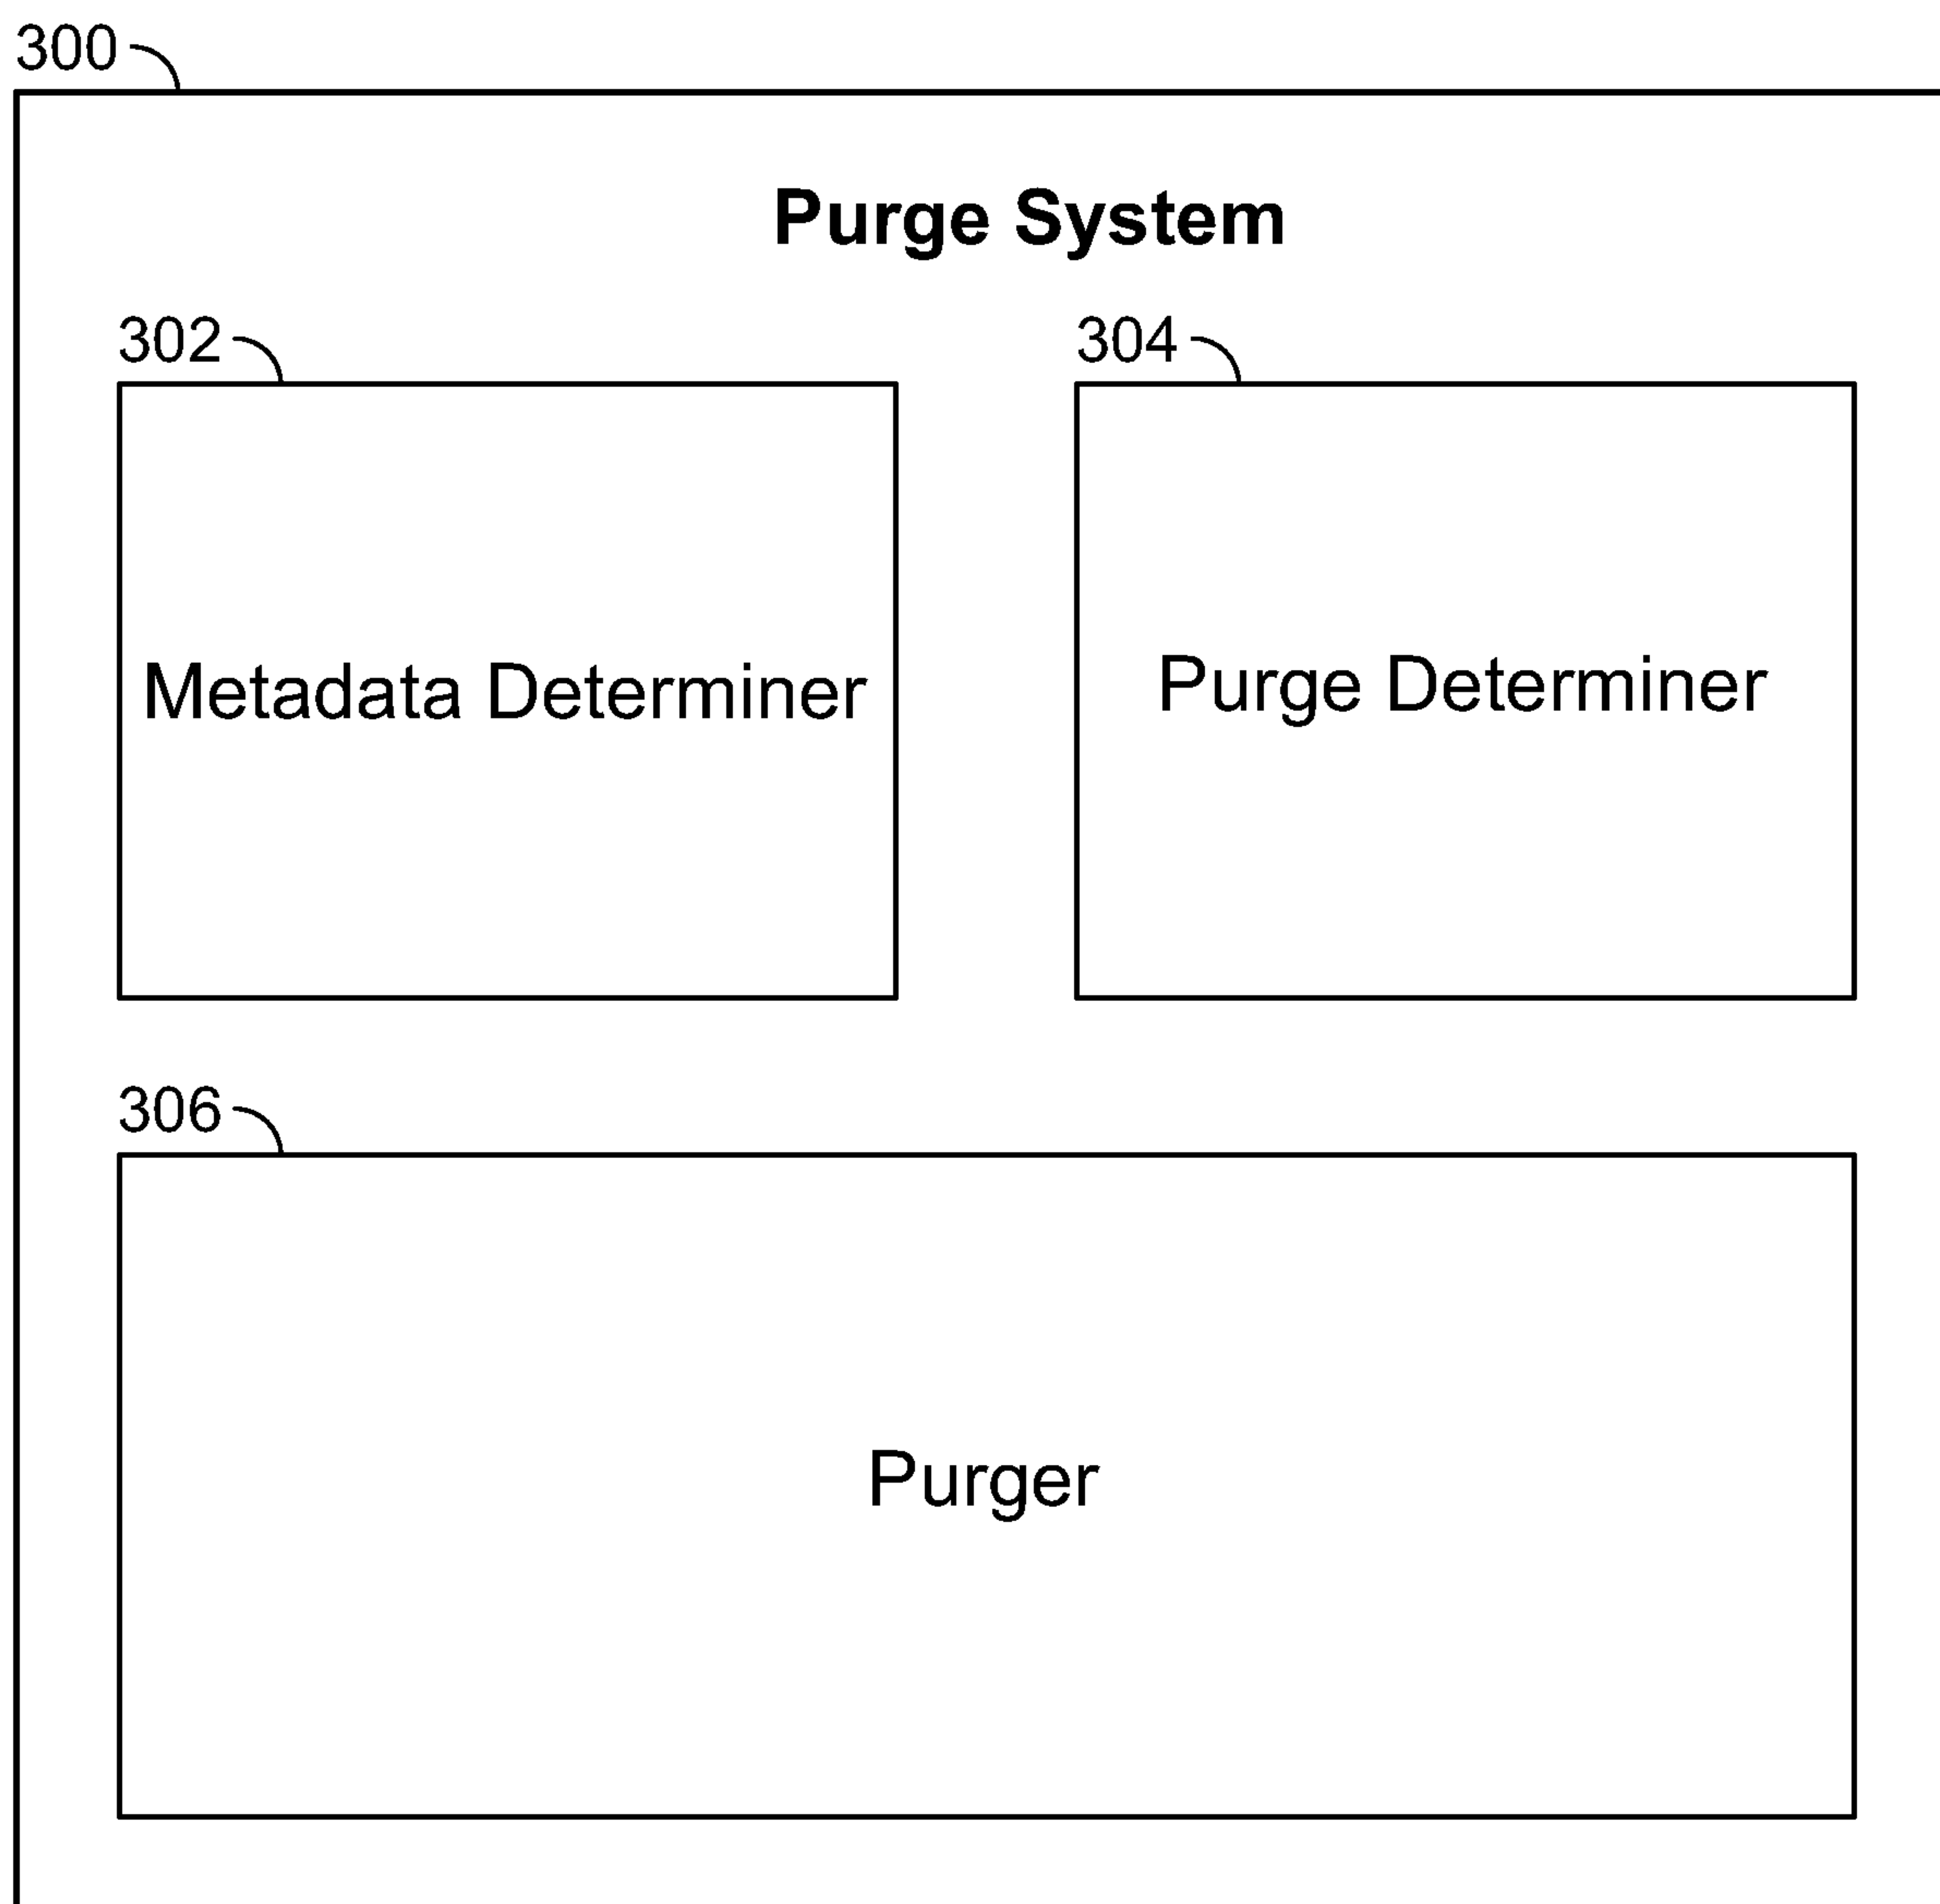 300
Purge System
302
304
Metadata Determiner
Purge Determiner
306
Purger